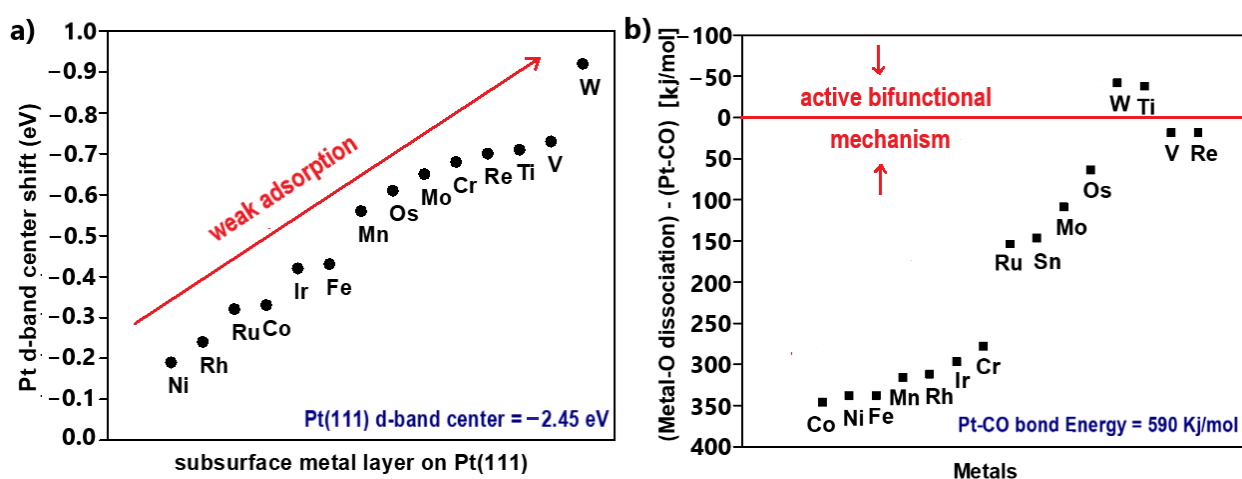 a)
Pt d-band center shift (eV)
−1.0
−0.9
−0.8
−0.7
−0.6
−0.5
−0.4
−0.3
−0.2
−0.1
0.0
weak adsorption
Ni
Rh
Ru
Co
Ir
Fe
Mn
Os
Mo
Cr
Re
Ti
V
W
Pt(111) d-band center = −2.45 eV
subsurface metal layer on Pt(111)
b)
(Metal-O dissociation) - (Pt-CO) [kj/mol]
−100
−50
0
50
100
150
200
300
350
400
active bifunctional
mechanism
Co
Ni
Fe
Mn
Rh
Ir
Cr
Ru
Sn
Mo
Os
W
Ti
V
Re
Pt-CO bond Energy = 590 Kj/mol
Metals